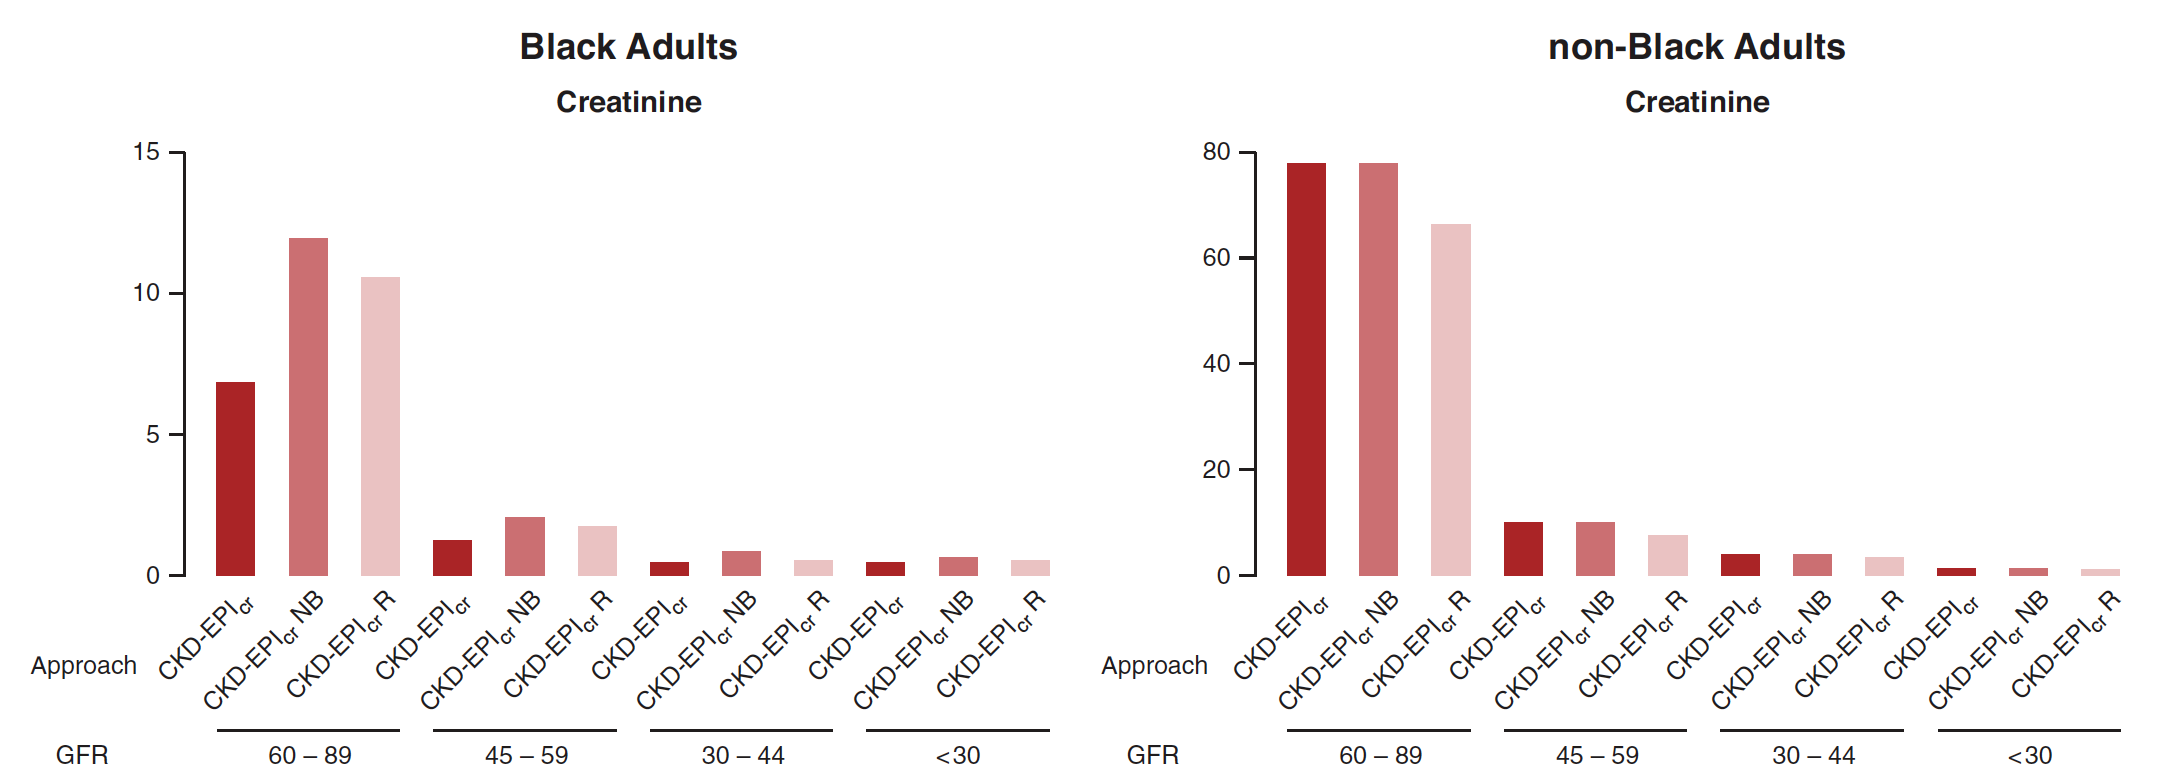 Black Adults
Creatinine
15
10
5
0
CKD-EPIcr
CKD-EPIcr NB
CKD-EPIcr R
CKD-EPIcr
CKD-EPIcr NB
CKD-EPIcr R
CKD-EPIcr
CKD-EPIcr NB
CKD-EPIcr R
CKD-EPIcr
CKD-EPIcr NB
CKD-EPIcr R
Approach
GFR
60 – 89
45 – 59
30 – 44
<30
non-Black Adults
Creatinine
80
60
40
20
0
CKD-EPIcr
CKD-EPIcr NB
CKD-EPIcr R
CKD-EPIcr
CKD-EPIcr NB
CKD-EPIcr R
CKD-EPIcr
CKD-EPIcr NB
CKD-EPIcr R
CKD-EPIcr
CKD-EPIcr NB
CKD-EPIcr R
Approach
GFR
60 – 89
45 – 59
30 – 44
<30